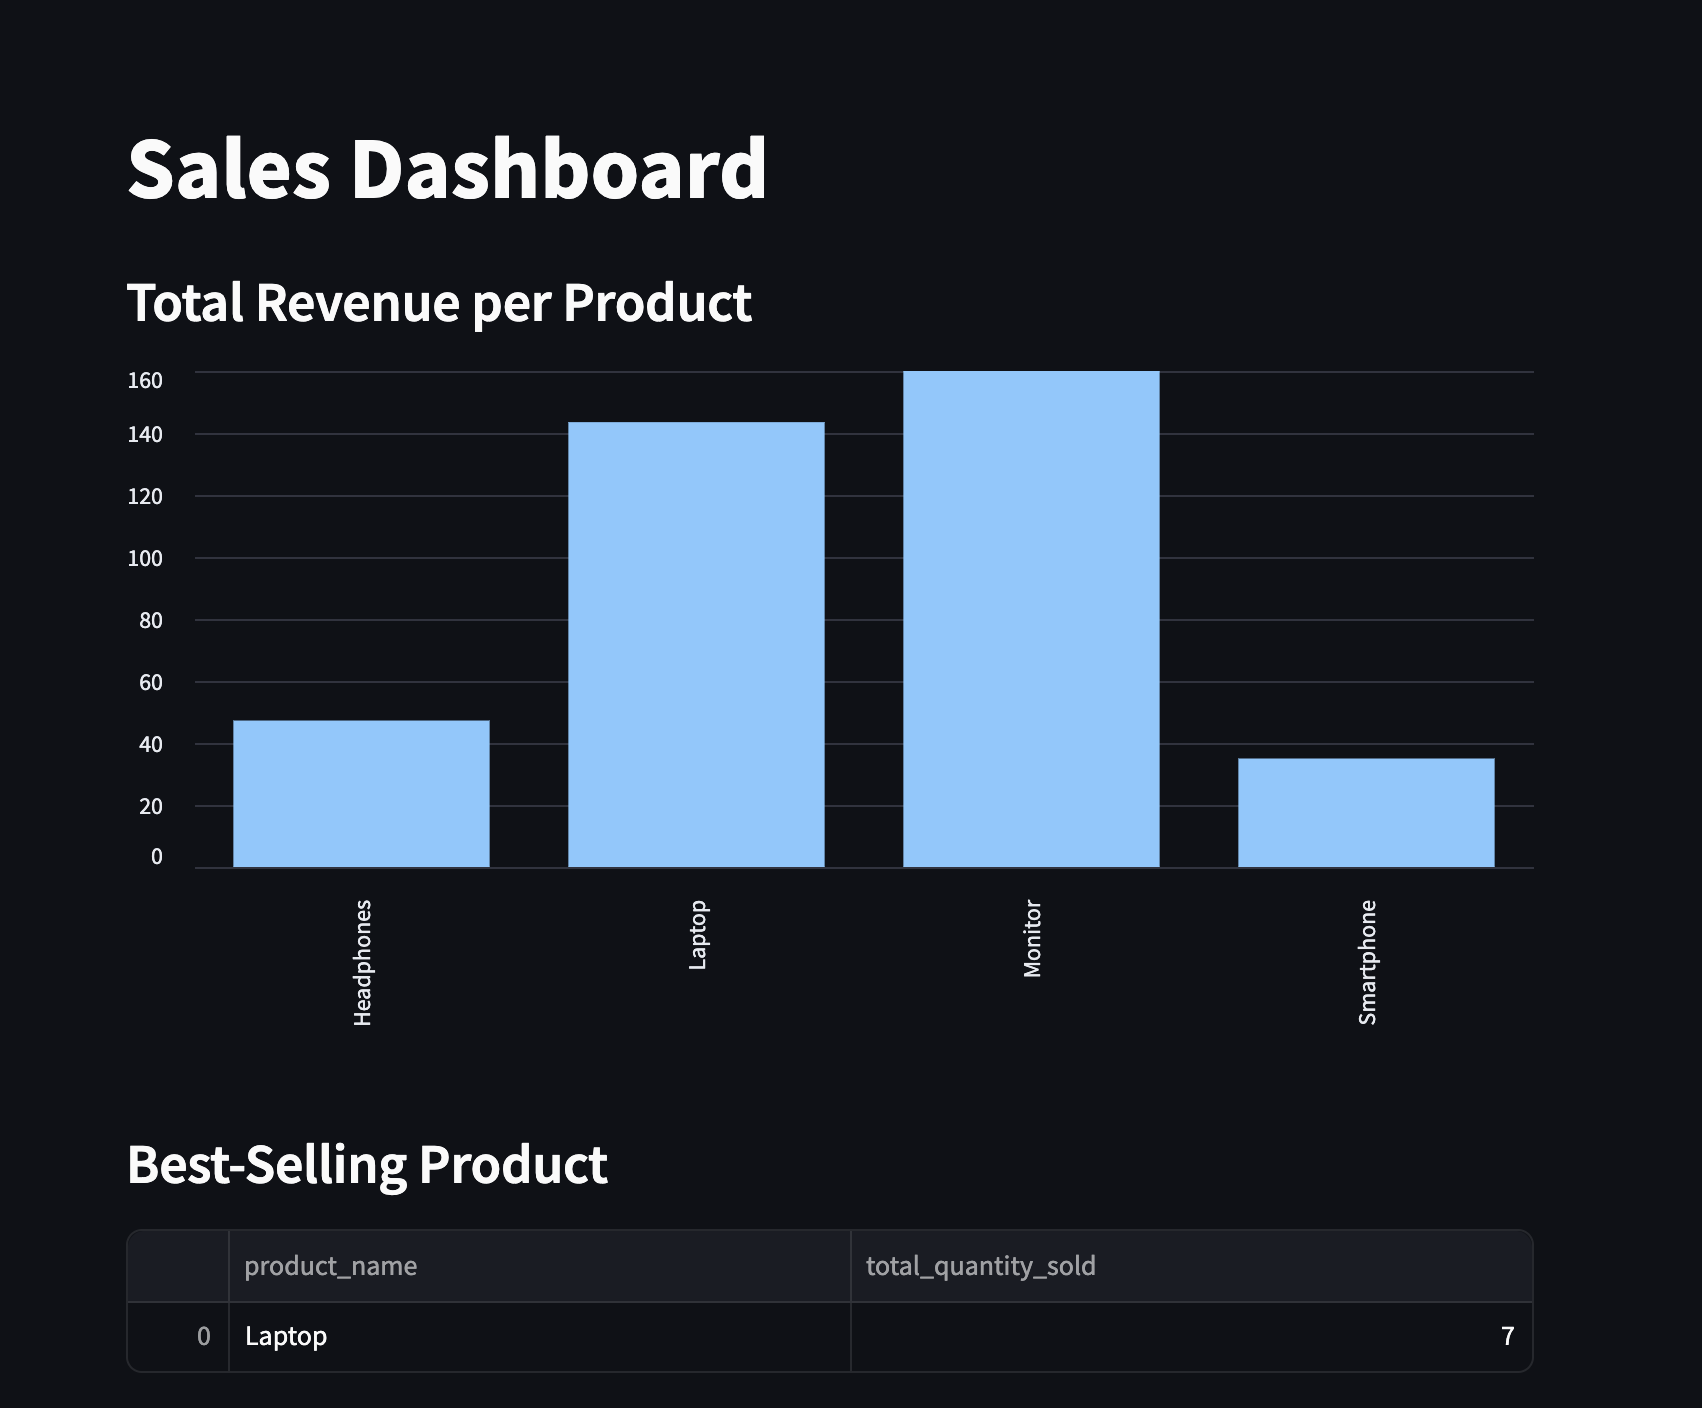 Sales Dashboard
Total Revenue per Product
160
140
120
100
80
60
40
20
0
Headphones
Laptop
Monitor
Smartphone
Best-Selling Product
product_name total_quantity_sold
0 Laptop 7